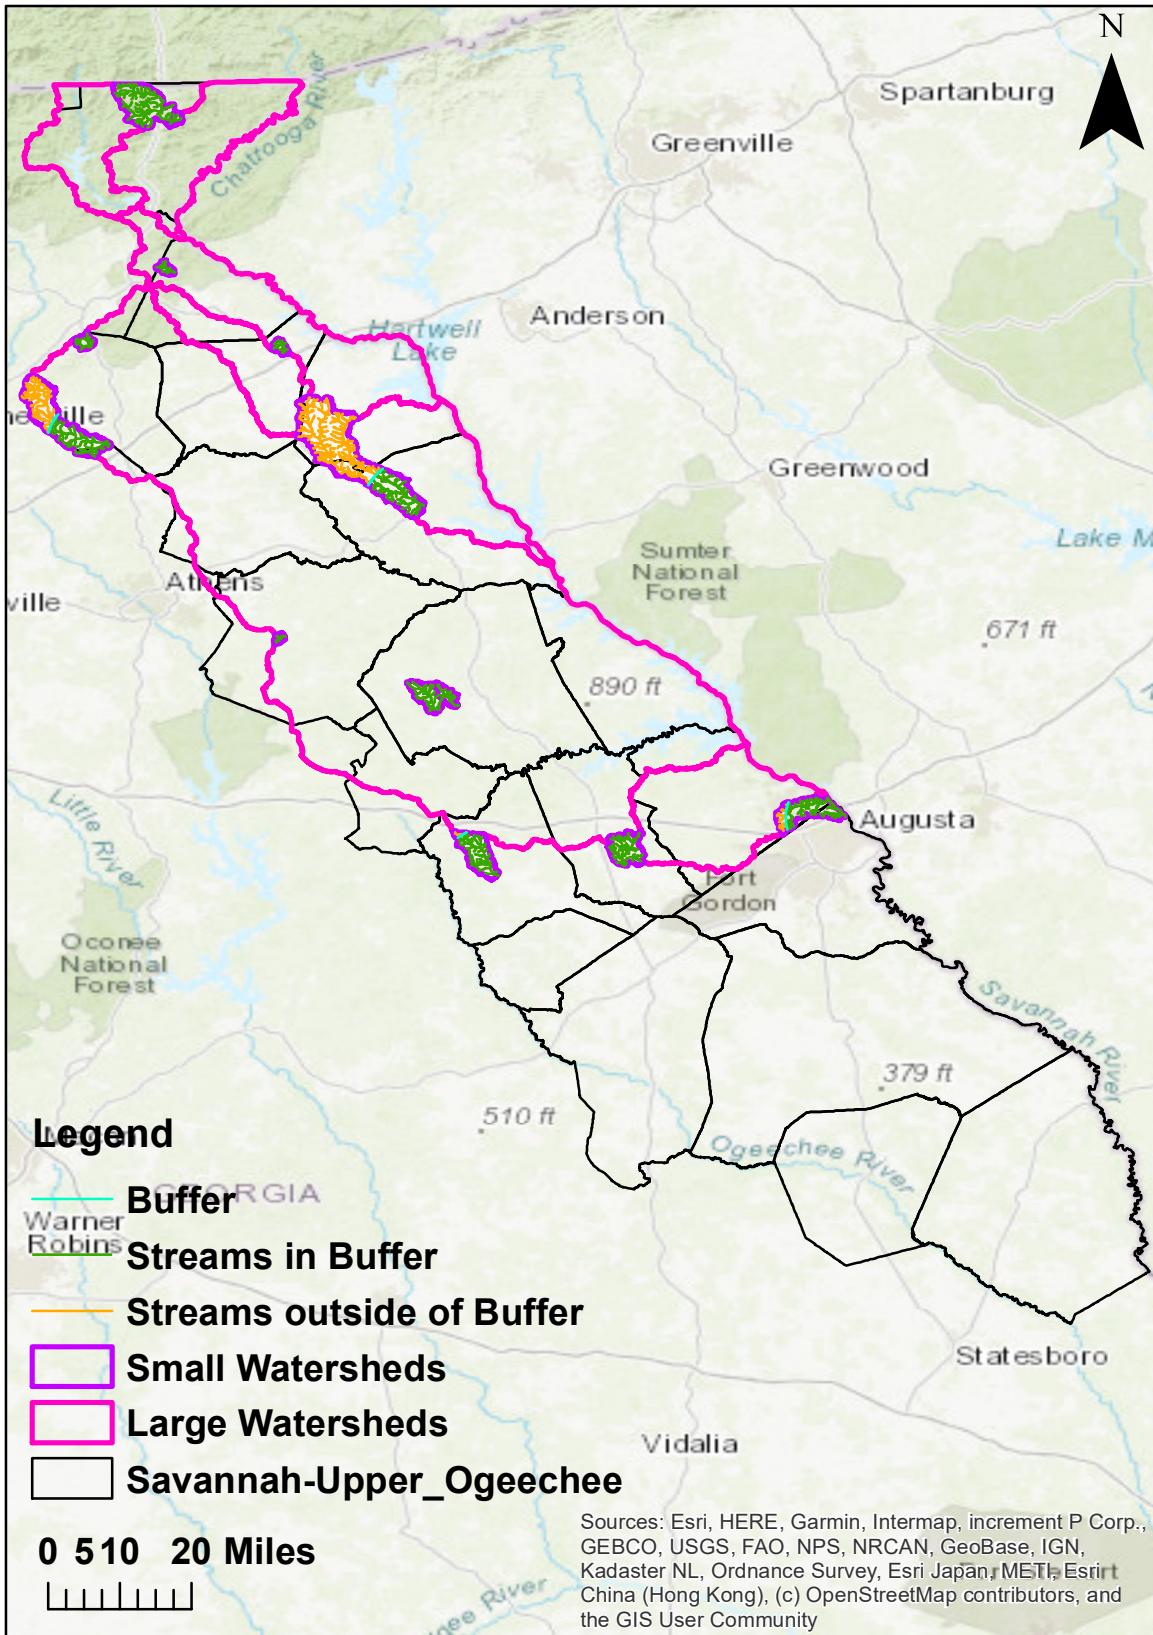 N
Spartanburg
Greenville
Chattooga River
Anderson
Hartwell
Lake
Greenwood
Lake M
Sumter
National
Forest
Athens
ville
671 ft
890 ft
Little River
Augusta
Fort
Gordon
Oconee
National
Forest
Savannah River
379 ft
510 ft
Ogeechee River
Legend
GEORGIA
Buffer
Warner
Robins
Streams in Buffer
Streams outside of Buffer
Small Watersheds
Statesboro
Large Watersheds
Vidalia
Savannah-Upper_Ogeechee
0 5 10 20 Miles
Sources: Esri, HERE, Garmin, Intermap, increment P Corp.,
GEBCO, USGS, FAO, NPS, NRCAN, GeoBase, IGN,
Kadaster NL, Ordnance Survey, Esri Japan, METI, Esri
China (Hong Kong), (c) OpenStreetMap contributors, and
the GIS User Community